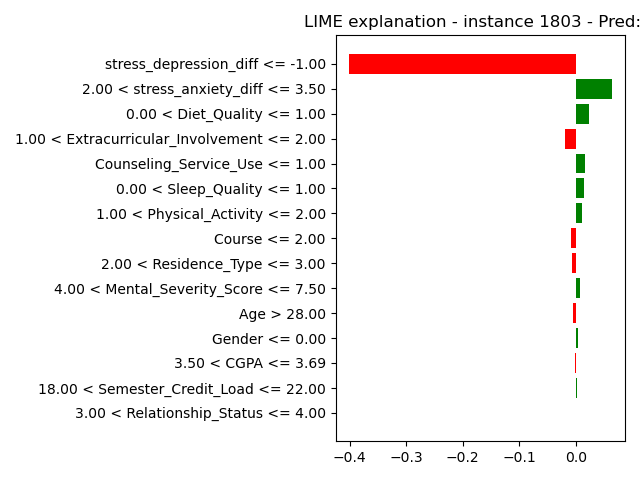 LIME explanation - instance 1803 - Pred:
stress_depression_diff <= -1.00
2.00 < stress_anxiety_diff <= 3.50
0.00 < Diet_Quality <= 1.00
1.00 < Extracurricular_Involvement <= 2.00
Counseling_Service_Use <= 1.00
0.00 < Sleep_Quality <= 1.00
1.00 < Physical_Activity <= 2.00
Course <= 2.00
2.00 < Residence_Type <= 3.00
4.00 < Mental_Severity_Score <= 7.50
Age > 28.00
Gender <= 0.00
3.50 < CGPA <= 3.69
18.00 < Semester_Credit_Load <= 22.00
3.00 < Relationship_Status <= 4.00
−0.4 −0.3 −0.2 −0.1 0.0